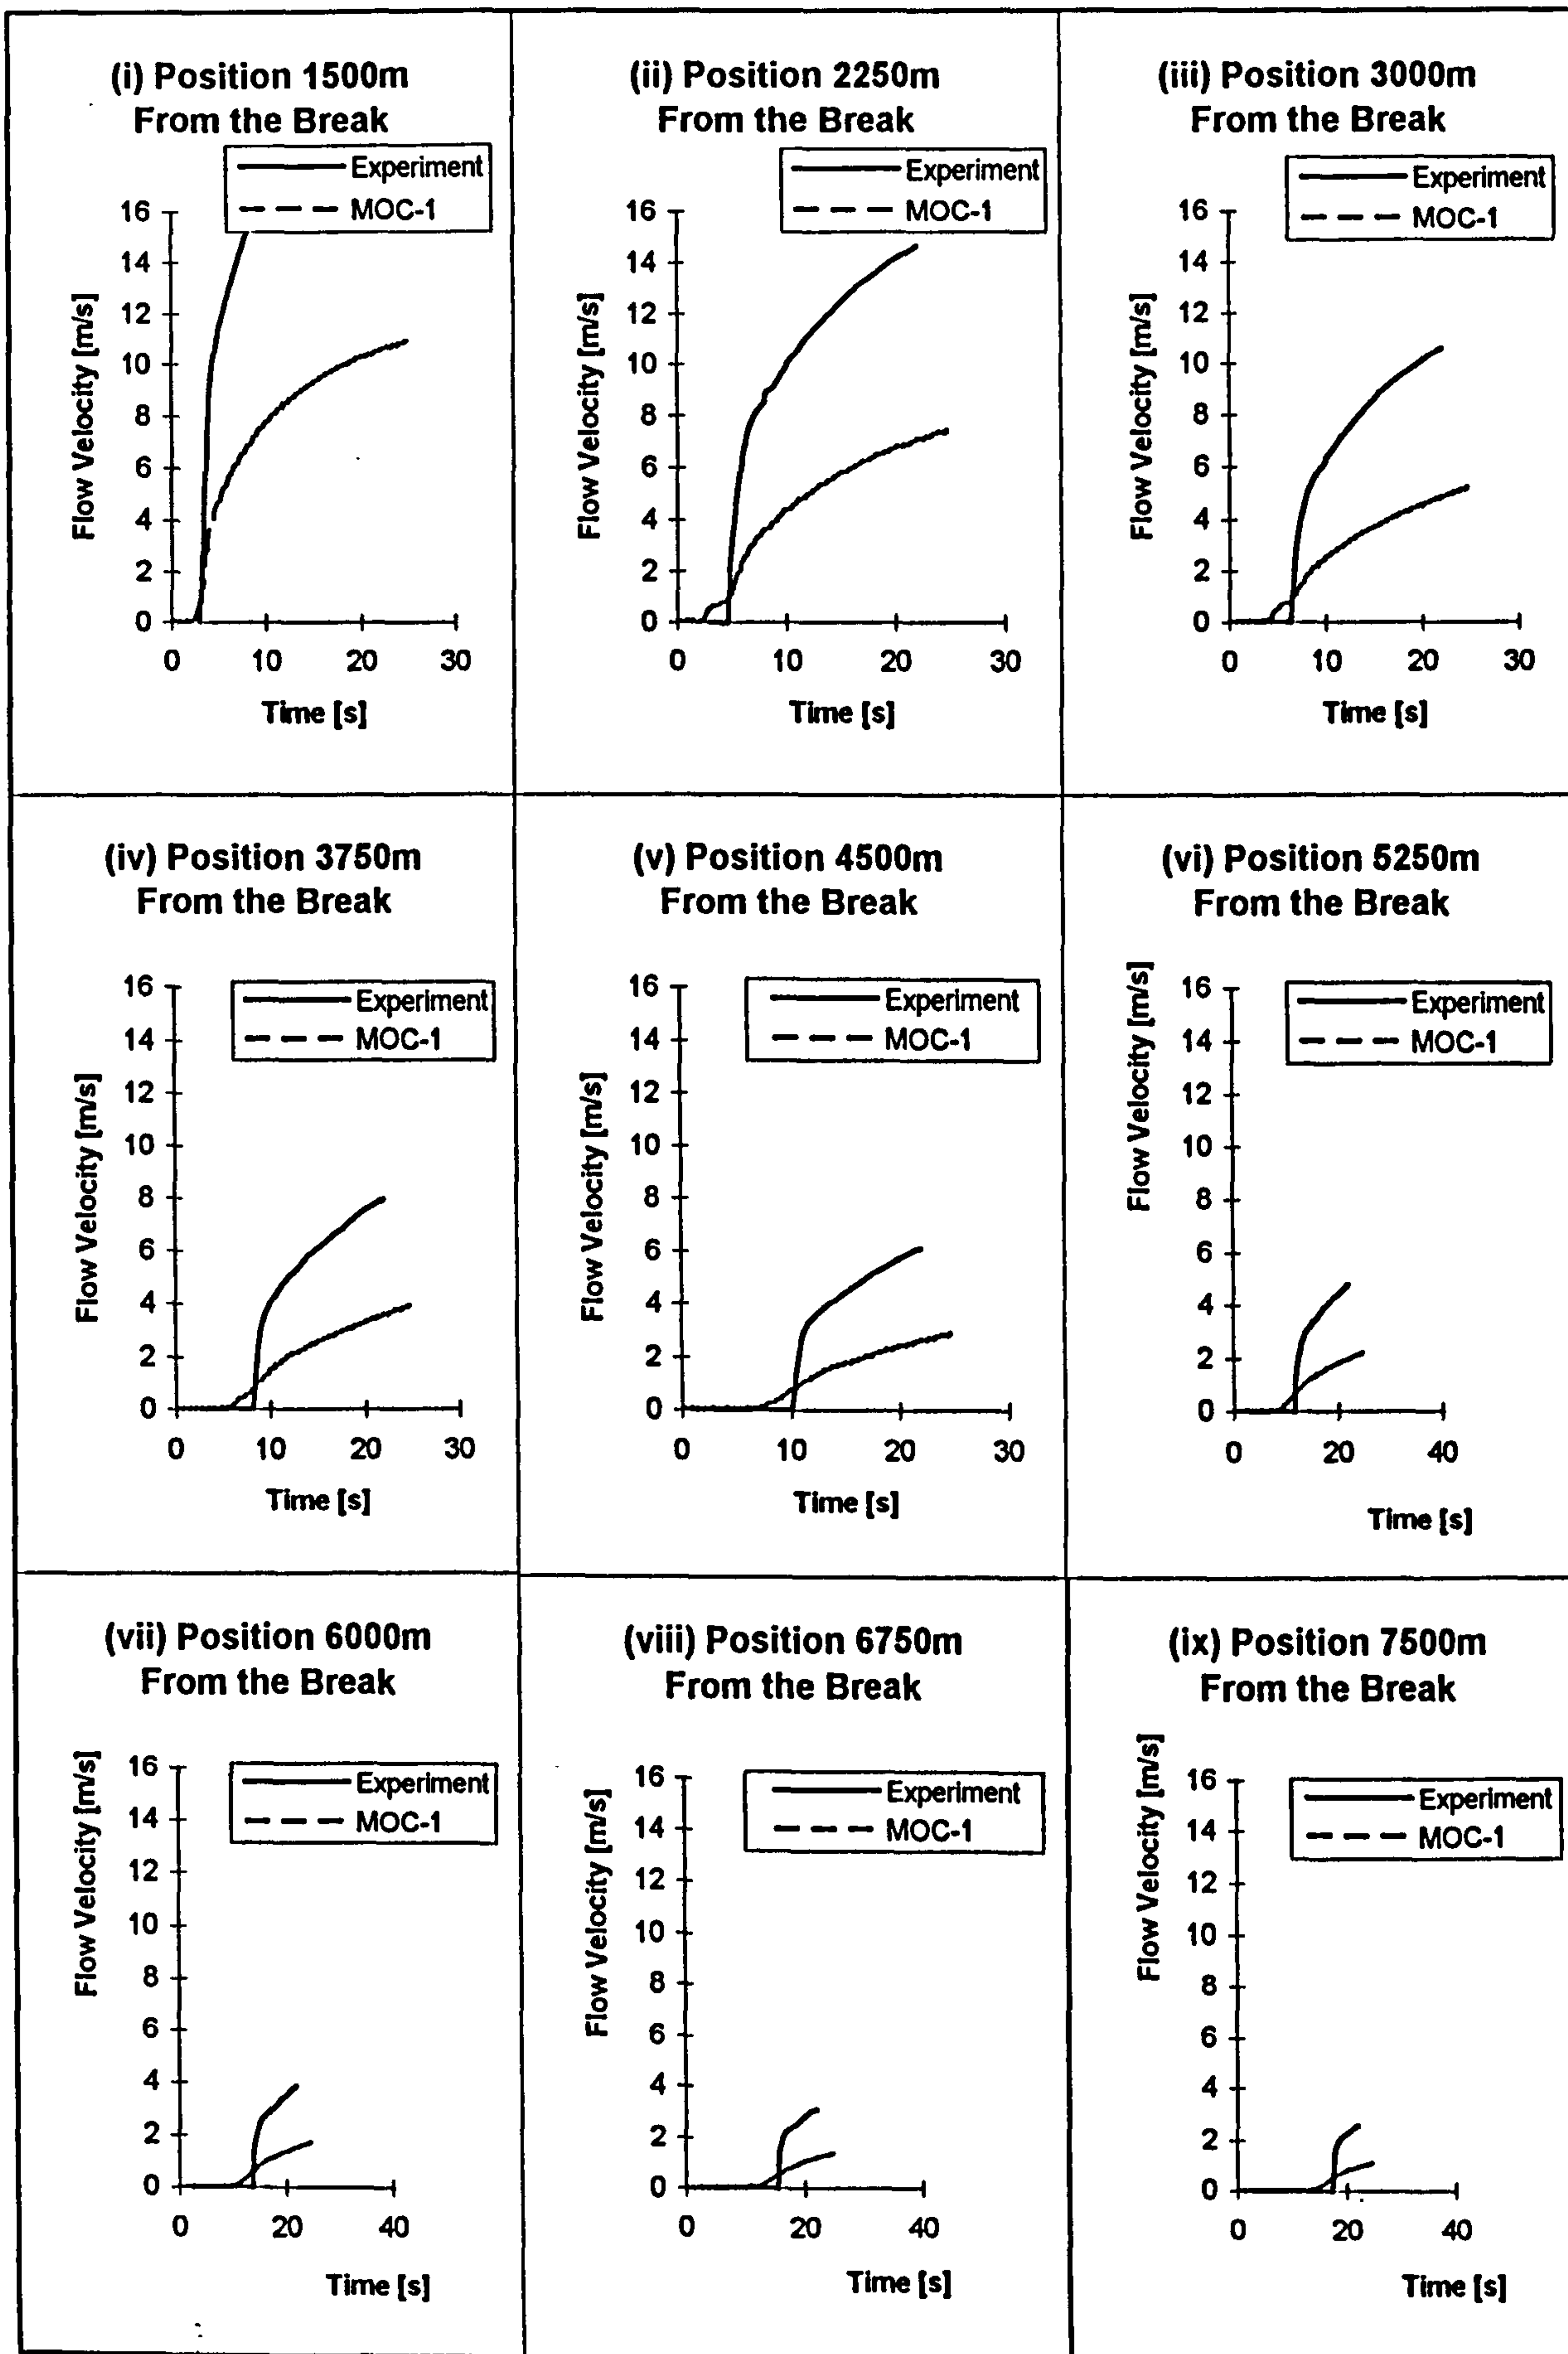 (i) Position 1500m
From the Break
Experiment
MOC-1
16
14
12
10
8
6
4
2
0
Flow Velocity [m/s]
0 10 20 30
Time [s]
(ii) Position 2250m
From the Break
Experiment
MOC-1
16
14
12
10
8
6
4
2
0
Flow Velocity [m/s]
0 10 20 30
Time [s]
(iii) Position 3000m
From the Break
Experiment
MOC-1
16
14
12
10
8
6
4
2
0
Flow Velocity [m/s]
0 10 20 30
Time [s]
(iv) Position 3750m
From the Break
Experiment
MOC-1
16
14
12
10
8
6
4
2
0
Flow Velocity [m/s]
0 10 20 30
Time [s]
(v) Position 4500m
From the Break
Experiment
MOC-1
16
14
12
10
8
6
4
2
0
Flow Velocity [m/s]
0 10 20 30
Time [s]
(vi) Position 5250m
From the Break
Experiment
MOC-1
16
14
12
10
8
6
4
2
0
Flow Velocity [m/s]
0 20 40
Time [s]
(vii) Position 6000m
From the Break
Experiment
MOC-1
16
14
12
10
8
6
4
2
0
Flow Velocity [m/s]
0 20 40
Time [s]
(viii) Position 6750m
From the Break
Experiment
MOC-1
16
14
12
10
8
6
4
2
0
Flow Velocity [m/s]
0 20 40
Time [s]
(ix) Position 7500m
From the Break
Experiment
MOC-1
16
14
12
10
8
6
4
2
0
Flow Velocity [m/s]
0 20 40
Time [s]